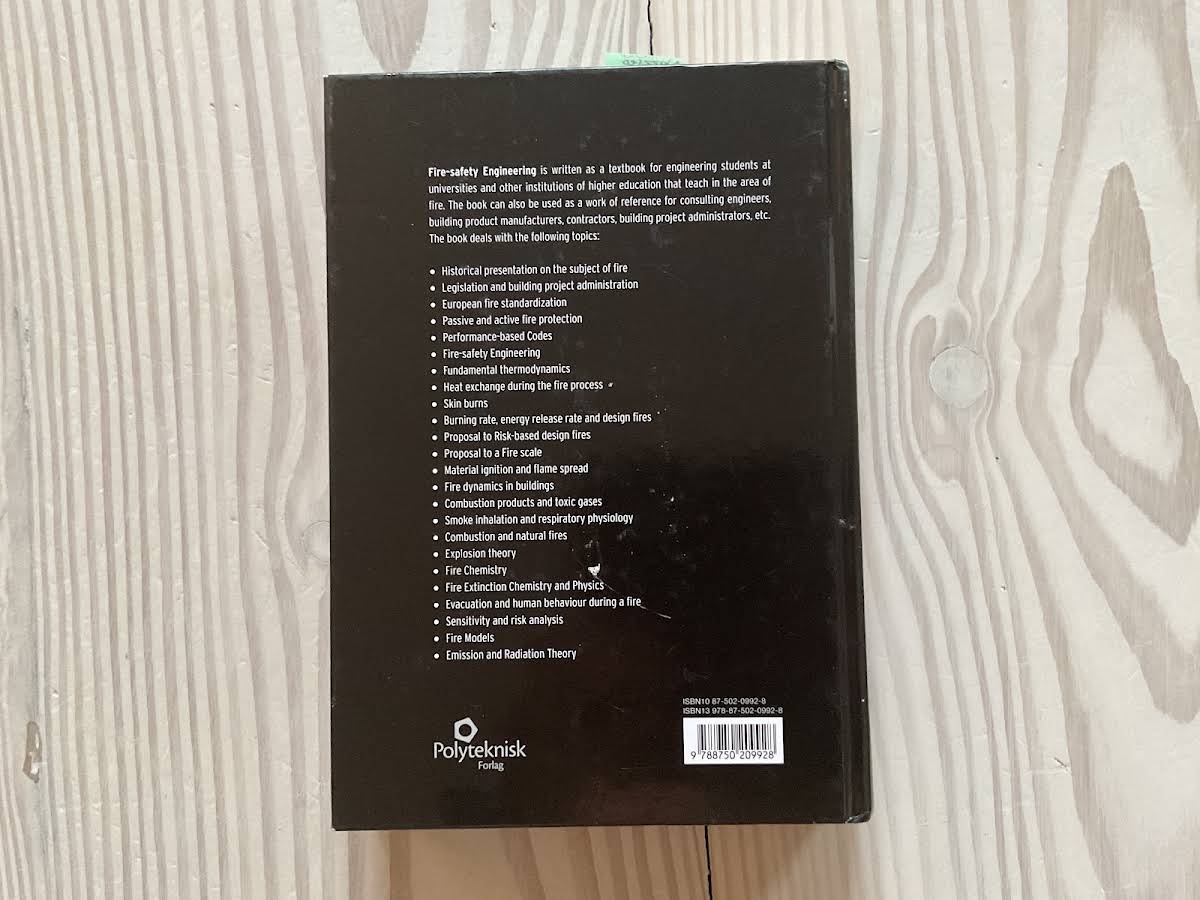 Fire-safety Engineering is written as a textbook for engineering students at
universities and other institutions of higher education that teach in the area of
fire. The book can also be used as a work of reference for consulting engineers,
building product manufacturers, contractors, building project administrators, etc.
The book deals with the following topics:
• Historical presentation on the subject of fire
• Legislation and building project administration
• European fire standardization
• Passive and active fire protection
• Performance-based Codes
• Fire-safety Engineering
• Fundamental thermodynamics
• Heat exchange during the fire process
• Skin burns
• Burning rate, energy release rate and design fires
• Proposal to Risk-based design fires
• Proposal to a Fire scale
• Material ignition and flame spread
• Fire dynamics in buildings
• Combustion products and toxic gases
• Smoke inhalation and respiratory physiology
• Combustion and natural fires
• Explosion theory
• Fire Chemistry
• Fire Extinction Chemistry and Physics
• Evacuation and human behaviour during a fire
• Sensitivity and risk analysis
• Fire Models
• Emission and Radiation Theory
ISBN10 87-502-0992-8
ISBN13 978-87-502-0992-8
9 788750 209928
Polyteknisk
Forlag